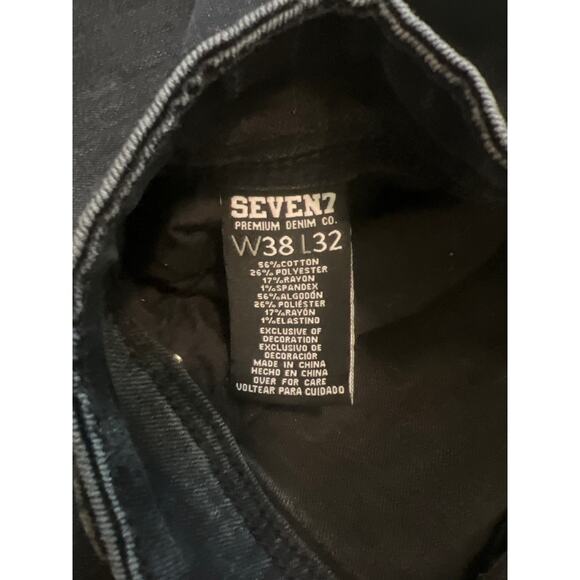 SEVEN7
PREMIUM DENIM CO.
W38 L32
56%COTTON
26% POLYESTER
17%RAYON
1%SPANDEX
56%ALGODÓN
26% POLIÉSTER
17%RAYÓN
1%ELASTINO
EXCLUSIVE OF
DECORATION
EXCLUSIVO DE
DECORACIÓN
MADE IN CHINA
HECHO EN CHINA
OVER FOR CARE
VOLTEAR PARA CUIDADO